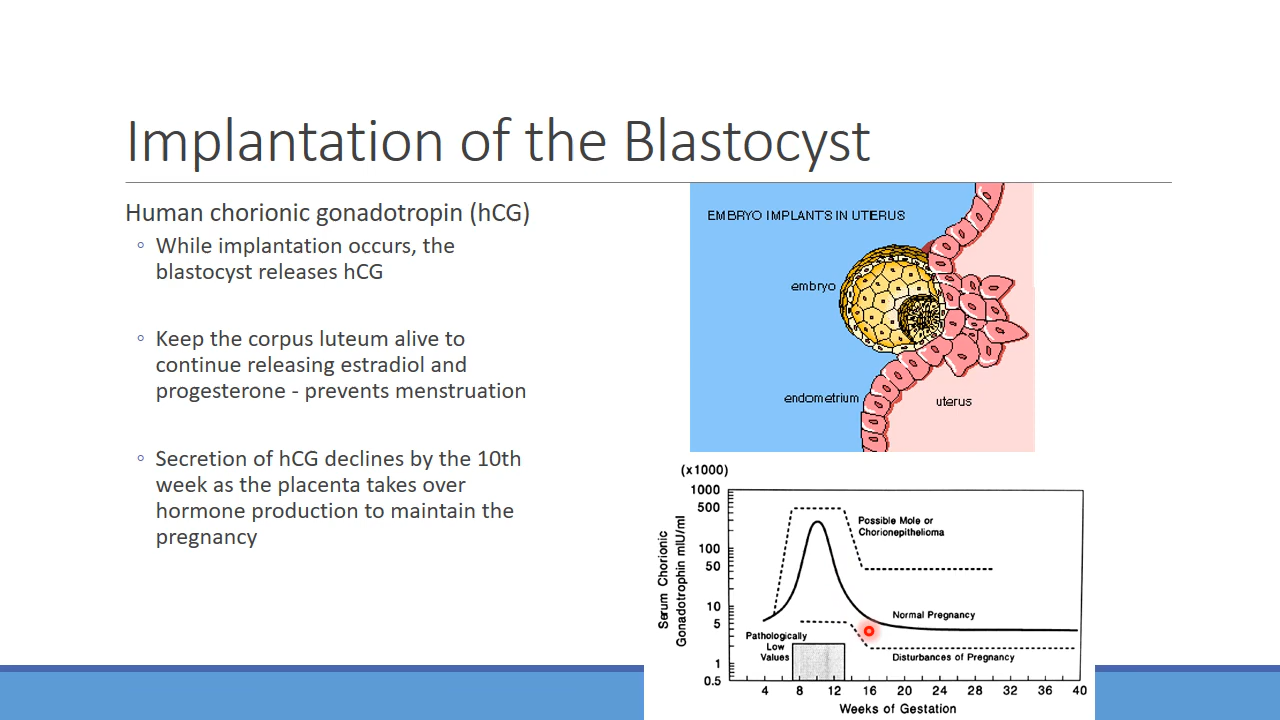 Implantation of the Blastocyst
Human chorionic gonadotropin (hCG)
◦ While implantation occurs, the
blastocyst releases hCG
◦ Keep the corpus luteum alive to
continue releasing estradiol and
progesterone - prevents menstruation
◦ Secretion of hCG declines by the 10th
week as the placenta takes over
hormone production to maintain the
pregnancy
EMBRYO IMPLANTS IN UTERUS
embryo
endometrium
uterus
(x1000)
1000
500
100
50
10
5
1
0.5
Serum Chorionic
Gonadotrophin mIU/ml
Possible Mole or
Chorionepithelioma
Normal Pregnancy
Pathologically
Low
Values
Disturbances of Pregnancy
4 8 12 16 20 24 28 32 36 40
Weeks of Gestation